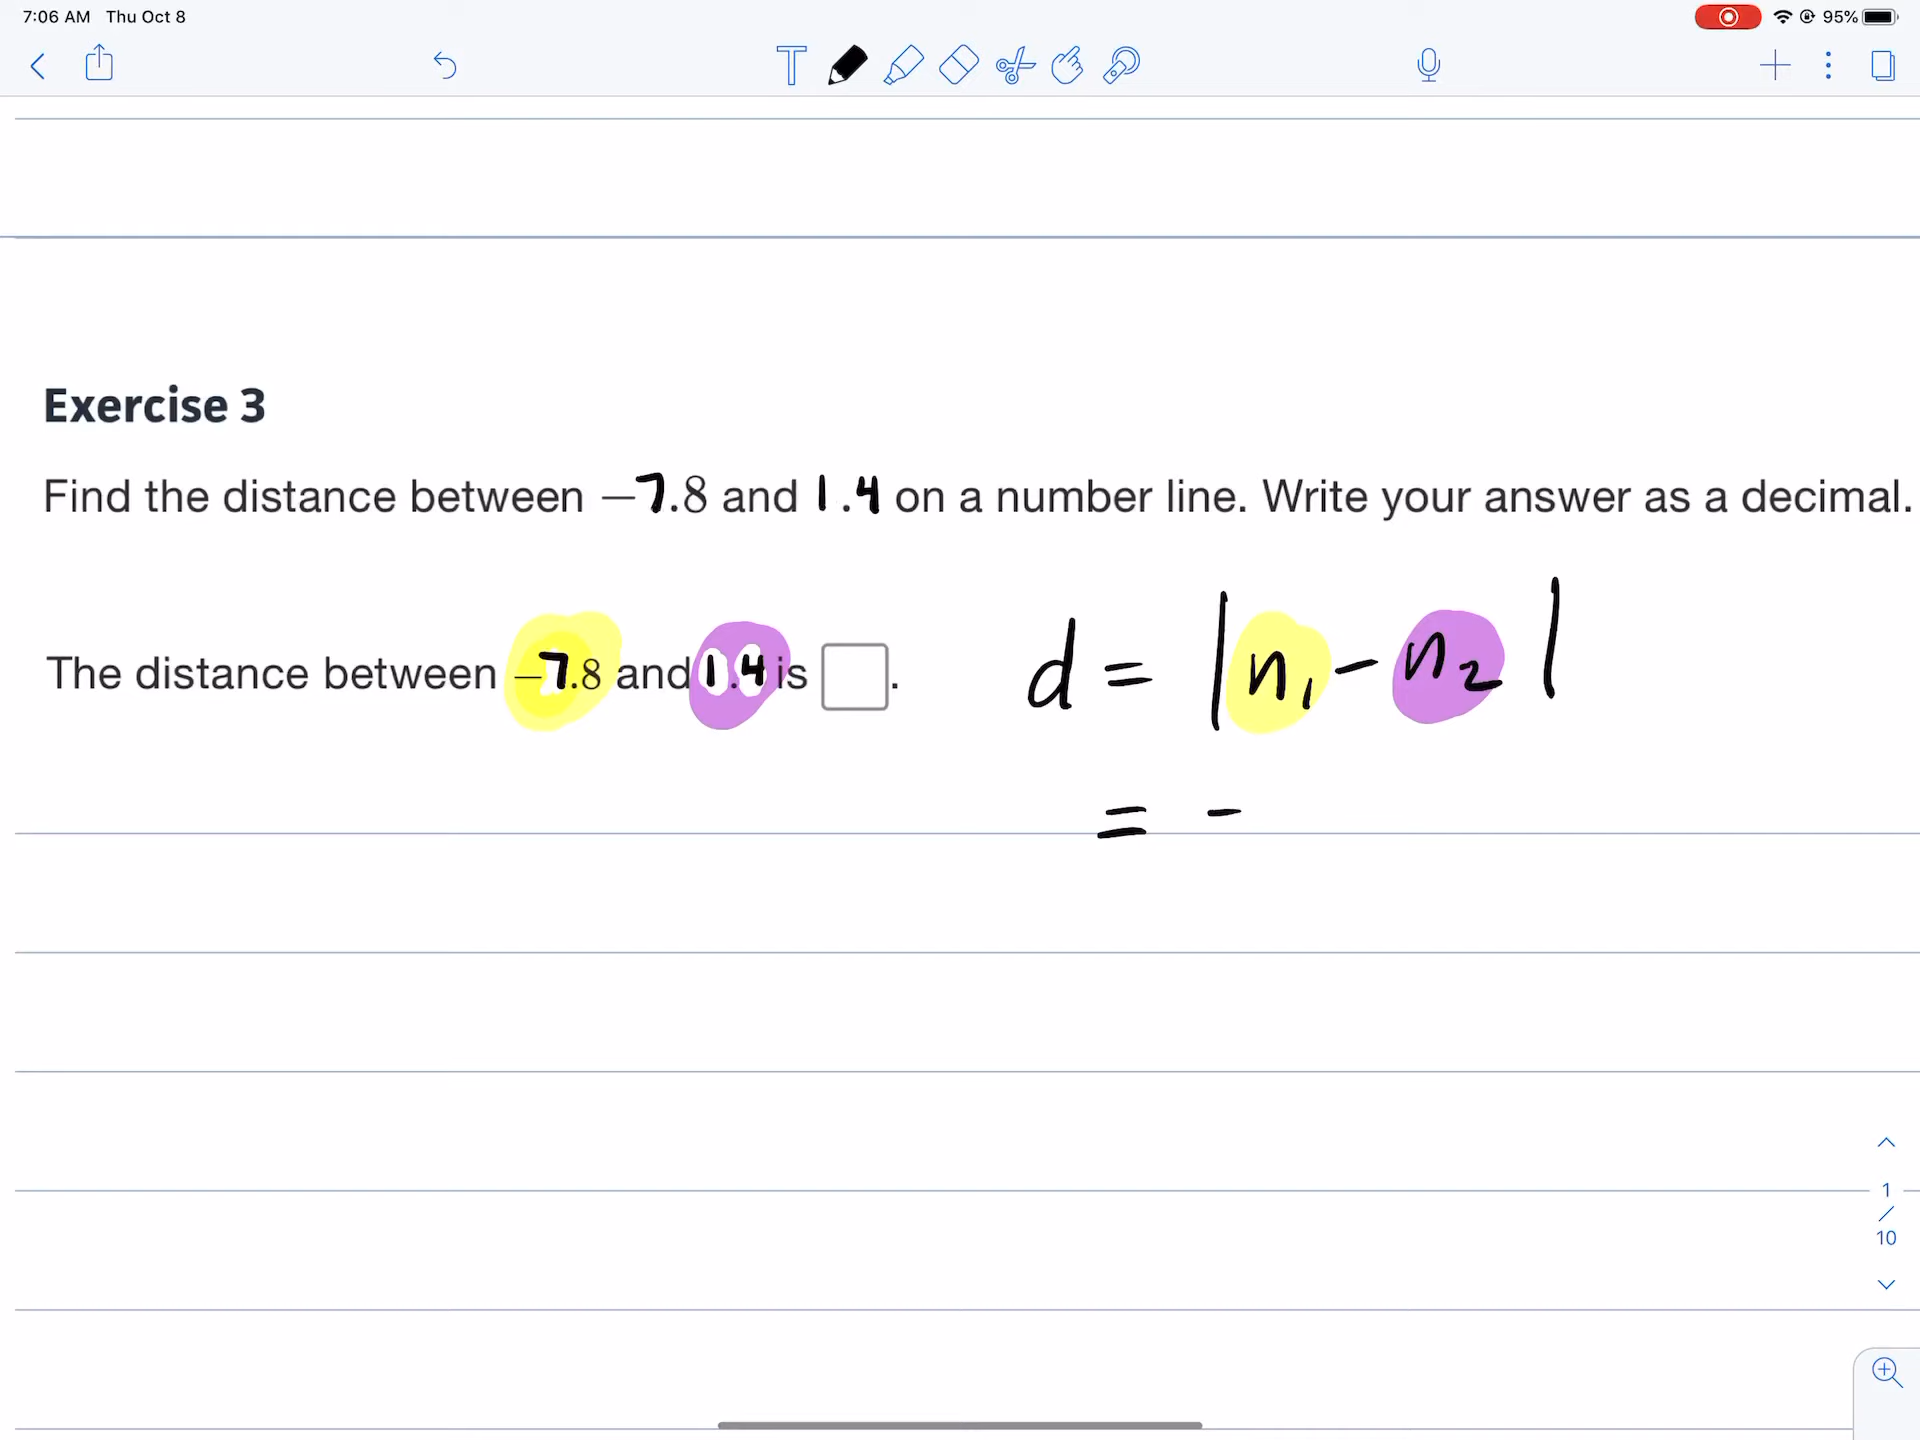 7:06 AM Thu Oct 8 95%
T
Exercise 3
Find the distance between −7.8 and 1.4 on a number line. Write your answer as a decimal.
The distance between −7.8 and 1.4 is .
d = |n₁ − n₂|
= -
1
/
10